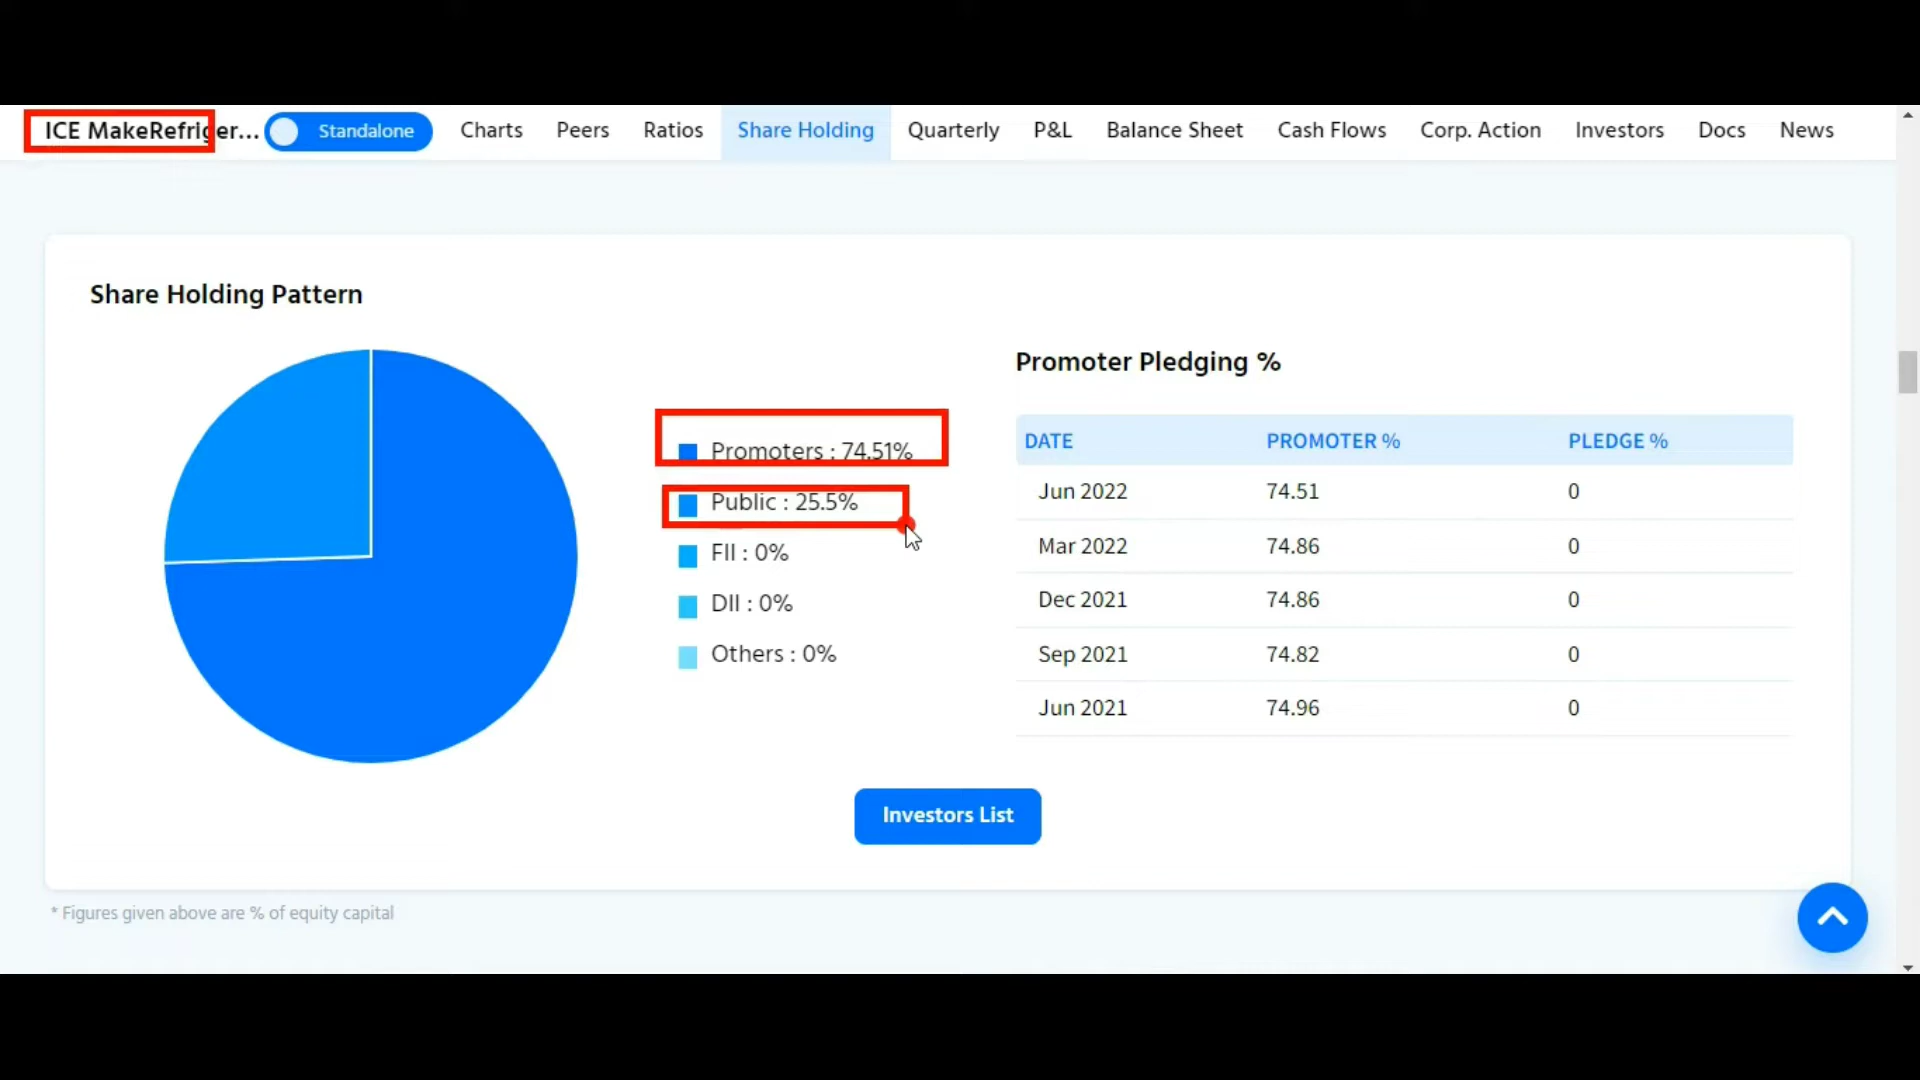 ICE MakeRefriger... Standalone Charts Peers Ratios Share Holding Quarterly P&L Balance Sheet Cash Flows Corp. Action Investors Docs News
Share Holding Pattern
Promoters : 74.51%
Public : 25.5%
FII : 0%
DII : 0%
Others : 0%
Promoter Pledging %
DATE PROMOTER % PLEDGE %
Jun 2022 74.51 0
Mar 2022 74.86 0
Dec 2021 74.86 0
Sep 2021 74.82 0
Jun 2021 74.96 0
Investors List
* Figures given above are % of equity capital